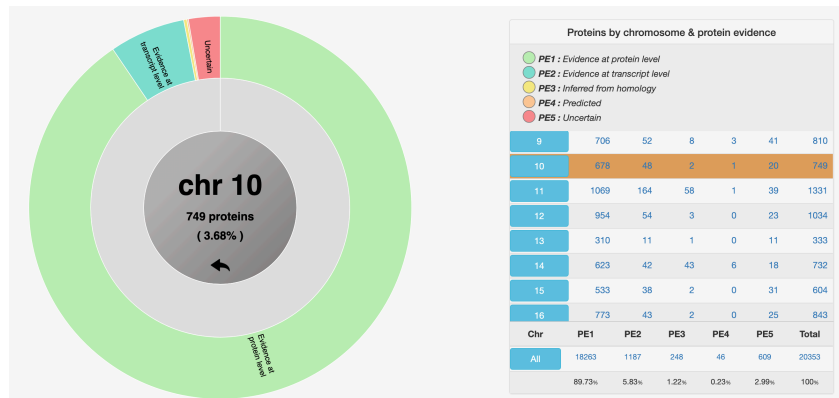 Evidence at
transcript level
Uncertain
chr 10
749 proteins
( 3.68% )
Evidence at
protein level
Proteins by chromosome & protein evidence
PE1 : Evidence at protein level
PE2 : Evidence at transcript level
PE3 : Inferred from homology
PE4 : Predicted
PE5 : Uncertain
9 706 52 8 3 41 810
10 678 48 2 1 20 749
11 1069 164 58 1 39 1331
12 954 54 3 0 23 1034
13 310 11 1 0 11 333
14 623 42 43 6 18 732
15 533 38 2 0 31 604
16 773 43 2 0 25 843
Chr PE1 PE2 PE3 PE4 PE5 Total
All 18263 1187 248 46 609 20353
89.73% 5.83% 1.22% 0.23% 2.99% 100%